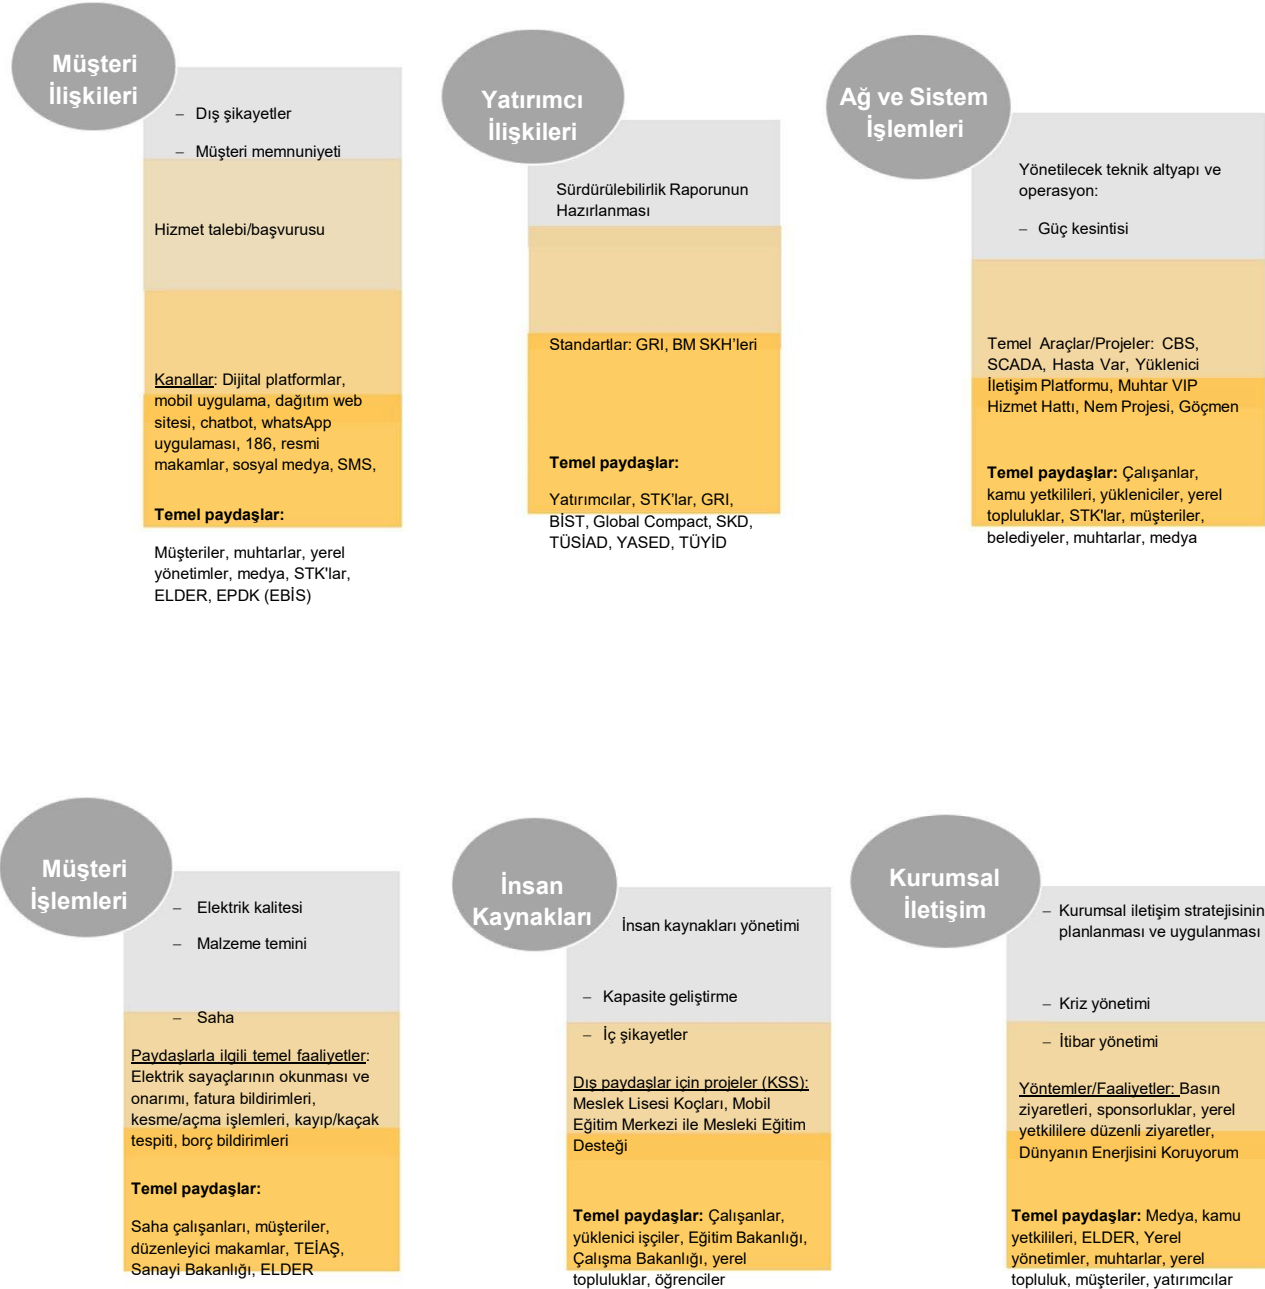 Müşteri
İlişkileri
– Dış şikayetler
– Müşteri memnuniyeti
Hizmet talebi/başvurusu
Kanallar: Dijital platformlar,
mobil uygulama, dağıtım web
sitesi, chatbot, whatsApp
uygulaması, 186, resmi
makamlar, sosyal medya, SMS,
Temel paydaşlar:
Müşteriler, muhtarlar, yerel
yönetimler, medya, STK'lar,
ELDER, EPDK (EBİS)
Yatırımcı
İlişkileri
Sürdürülebilirlik Raporunun
Hazırlanması
Standartlar: GRI, BM SKH’leri
Temel paydaşlar:
Yatırımcılar, STK’lar, GRI,
BİST, Global Compact, SKD,
TÜSİAD, YASED, TÜYİD
Ağ ve Sistem
İşlemleri
Yönetilecek teknik altyapı ve
operasyon:
– Güç kesintisi
Temel Araçlar/Projeler: CBS,
SCADA, Hasta Var, Yüklenici
İletişim Platformu, Muhtar VIP
Hizmet Hattı, Nem Projesi, Göçmen
Temel paydaşlar: Çalışanlar,
kamu yetkilileri, yükleniciler, yerel
topluluklar, STK'lar, müşteriler,
belediyeler, muhtarlar, medya
Müşteri
İşlemleri
– Elektrik kalitesi
– Malzeme temini
– Saha
Paydaşlarla ilgili temel faaliyetler:
Elektrik sayaçlarının okunması ve
onarımı, fatura bildirimleri,
kesme/açma işlemleri, kayıp/kaçak
tespiti, borç bildirimleri
Temel paydaşlar:
Saha çalışanları, müşteriler,
düzenleyici makamlar, TEİAŞ,
Sanayi Bakanlığı, ELDER
İnsan
Kaynakları
İnsan kaynakları yönetimi
– Kapasite geliştirme
– İç şikayetler
Dış paydaşlar için projeler (KSS):
Meslek Lisesi Koçları, Mobil
Eğitim Merkezi ile Mesleki Eğitim
Desteği
Temel paydaşlar: Çalışanlar,
yüklenici işçiler, Eğitim Bakanlığı,
Çalışma Bakanlığı, yerel
topluluklar, öğrenciler
Kurumsal
İletişim
– Kurumsal iletişim stratejisinin
planlanması ve uygulanması
– Kriz yönetimi
– İtibar yönetimi
Yöntemler/Faaliyetler: Basın
ziyaretleri, sponsorluklar, yerel
yetkililere düzenli ziyaretler,
Dünyanın Enerjisini Koruyorum
Temel paydaşlar: Medya, kamu
yetkilileri, ELDER, Yerel
yönetimler, muhtarlar, yerel
topluluk, müşteriler, yatırımcılar